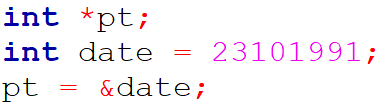 int *pt;
int date = 23101991;
pt = &date;